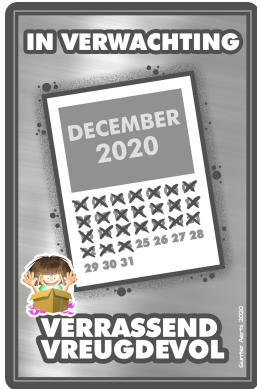 IN VERWACHTING
DECEMBER
2020
25 26 27 28
29 30 31
VERRASSEND
VREUGDEVOL
Gunter Aerts 2020